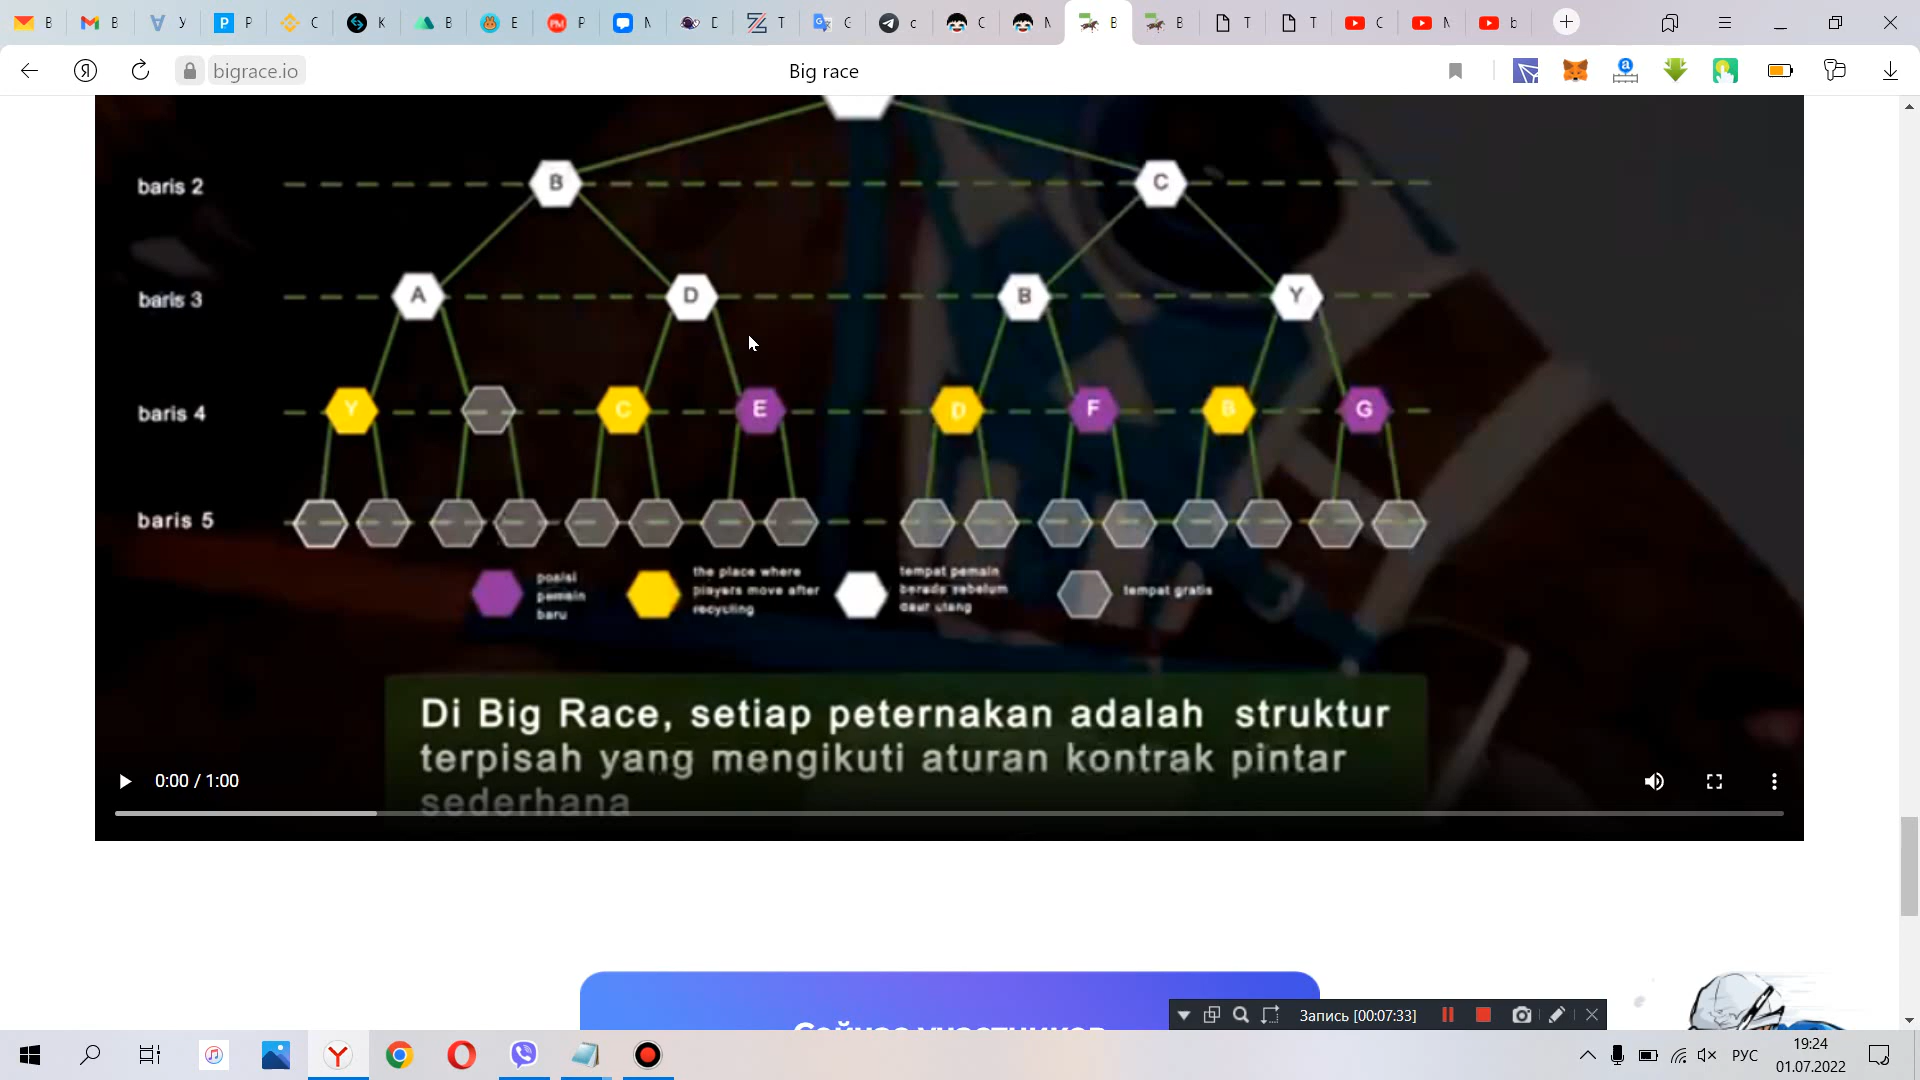 B
B
У
P
C
K
B
E
P
N
D
T
G
c
C
N
B
B
T
T
C
N
b
bigrace.io
Big race
baris 2
B
C
baris 3
A
D
B
Y
baris 4
Y
C
E
D
F
B
G
baris 5
posisi
pemain
baru
the place where
players move after
recycling
tempat pemain
berada sebelum
daur ulang
tempat gratis
Di Big Race, setiap peternakan adalah struktur
terpisah yang mengikuti aturan kontrak pintar
sederhana
0:00 / 1:00
Сейчас участников
Запись [00:07:33]
РУС
19:24
01.07.2022